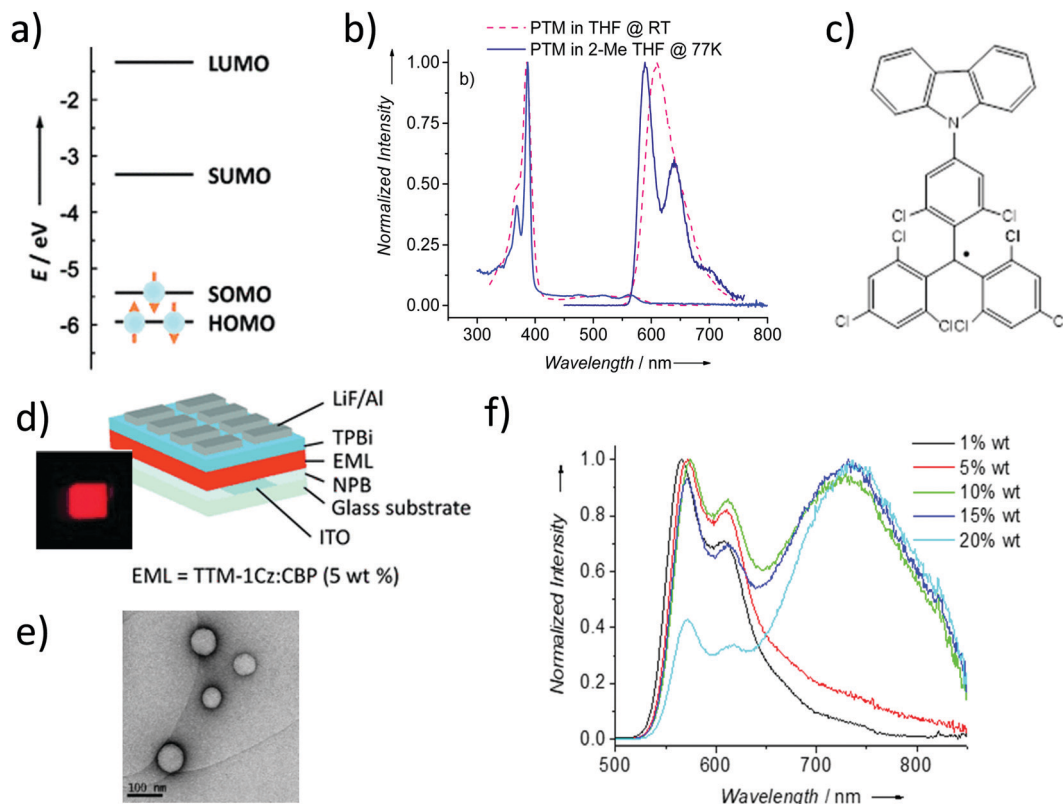 a)
LUMO
-2
-3
SUMO
E / eV
-4
-5
SOMO
-6
HOMO
b)
PTM in THF @ RT
PTM in 2-Me THF @ 77K
b)
1.00
0.75
0.50
0.25
0.00
Normalized Intensity
300 400 500 600 700 800
Wavelength / nm
c)
N
Cl Cl
Cl Cl
•
Cl ClCl Cl
d)
LiF/Al
TPBi
EML
NPB
Glass substrate
ITO
EML = TTM-1Cz:CBP (5 wt %)
e)
100 nm
f)
1% wt
5% wt
10% wt
15% wt
20% wt
1.0
0.8
0.6
0.4
0.2
0.0
Normalized Intensity
500 600 700 800
Wavelength / nm